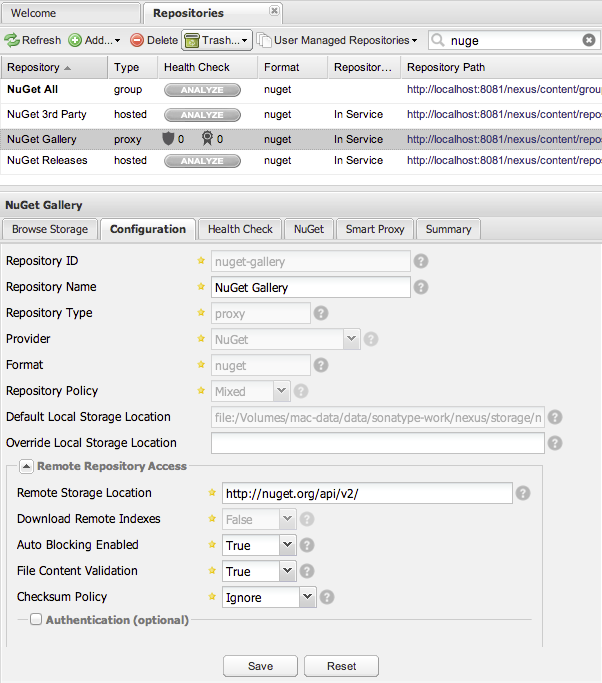 Welcome Repositories
Refresh Add... Delete Trash... User Managed Repositories nuge
Repository Type Health Check Format Repositor... Repository Path
NuGet All group ANALYZE nuget http://localhost:8081/nexus/content/grou
NuGet 3rd Party hosted ANALYZE nuget In Service http://localhost:8081/nexus/content/repo
NuGet Gallery proxy 0 0 nuget In Service http://localhost:8081/nexus/content/repo
NuGet Releases hosted ANALYZE nuget In Service http://localhost:8081/nexus/content/repo
NuGet Gallery
Browse Storage Configuration Health Check NuGet Smart Proxy Summary
Repository ID nuget-gallery
Repository Name NuGet Gallery
Repository Type proxy
Provider NuGet
Format nuget
Repository Policy Mixed
Default Local Storage Location file:/Volumes/mac-data/data/sonatype-work/nexus/storage/n
Override Local Storage Location
Remote Repository Access
Remote Storage Location http://nuget.org/api/v2/
Download Remote Indexes False
Auto Blocking Enabled True
File Content Validation True
Checksum Policy Ignore
Authentication (optional)
Save Reset